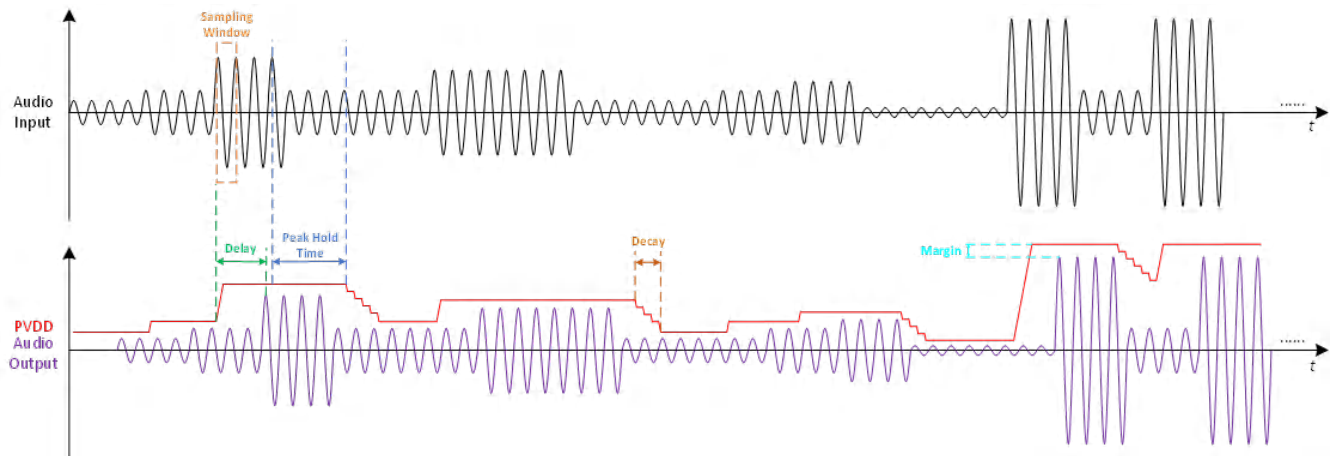 Sampling
Window
Audio
Input
......
t
Delay
Peak Hold
Time
Decay
Margin
PVDD
Audio
Output
......
t